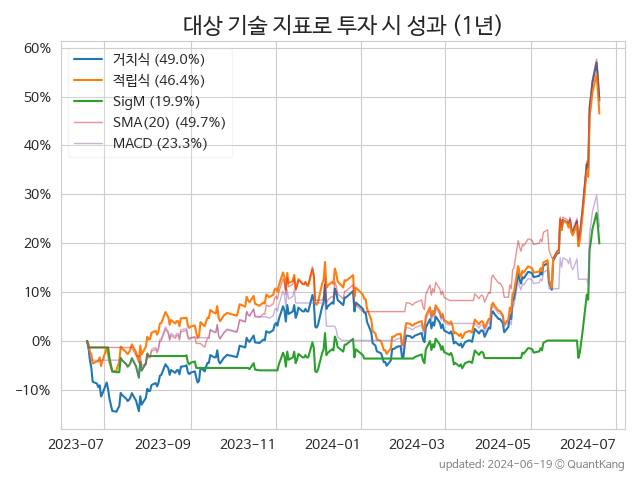 대상 기술 지표로 투자 시 성과 (1년)
60%
50%
40%
30%
20%
10%
0%
−10%
거치식 (49.0%)
적립식 (46.4%)
SigM (19.9%)
SMA(20) (49.7%)
MACD (23.3%)
2023-07
2023-09
2023-11
2024-01
2024-03
2024-05
2024-07
updated: 2024-06-19 © QuantKang